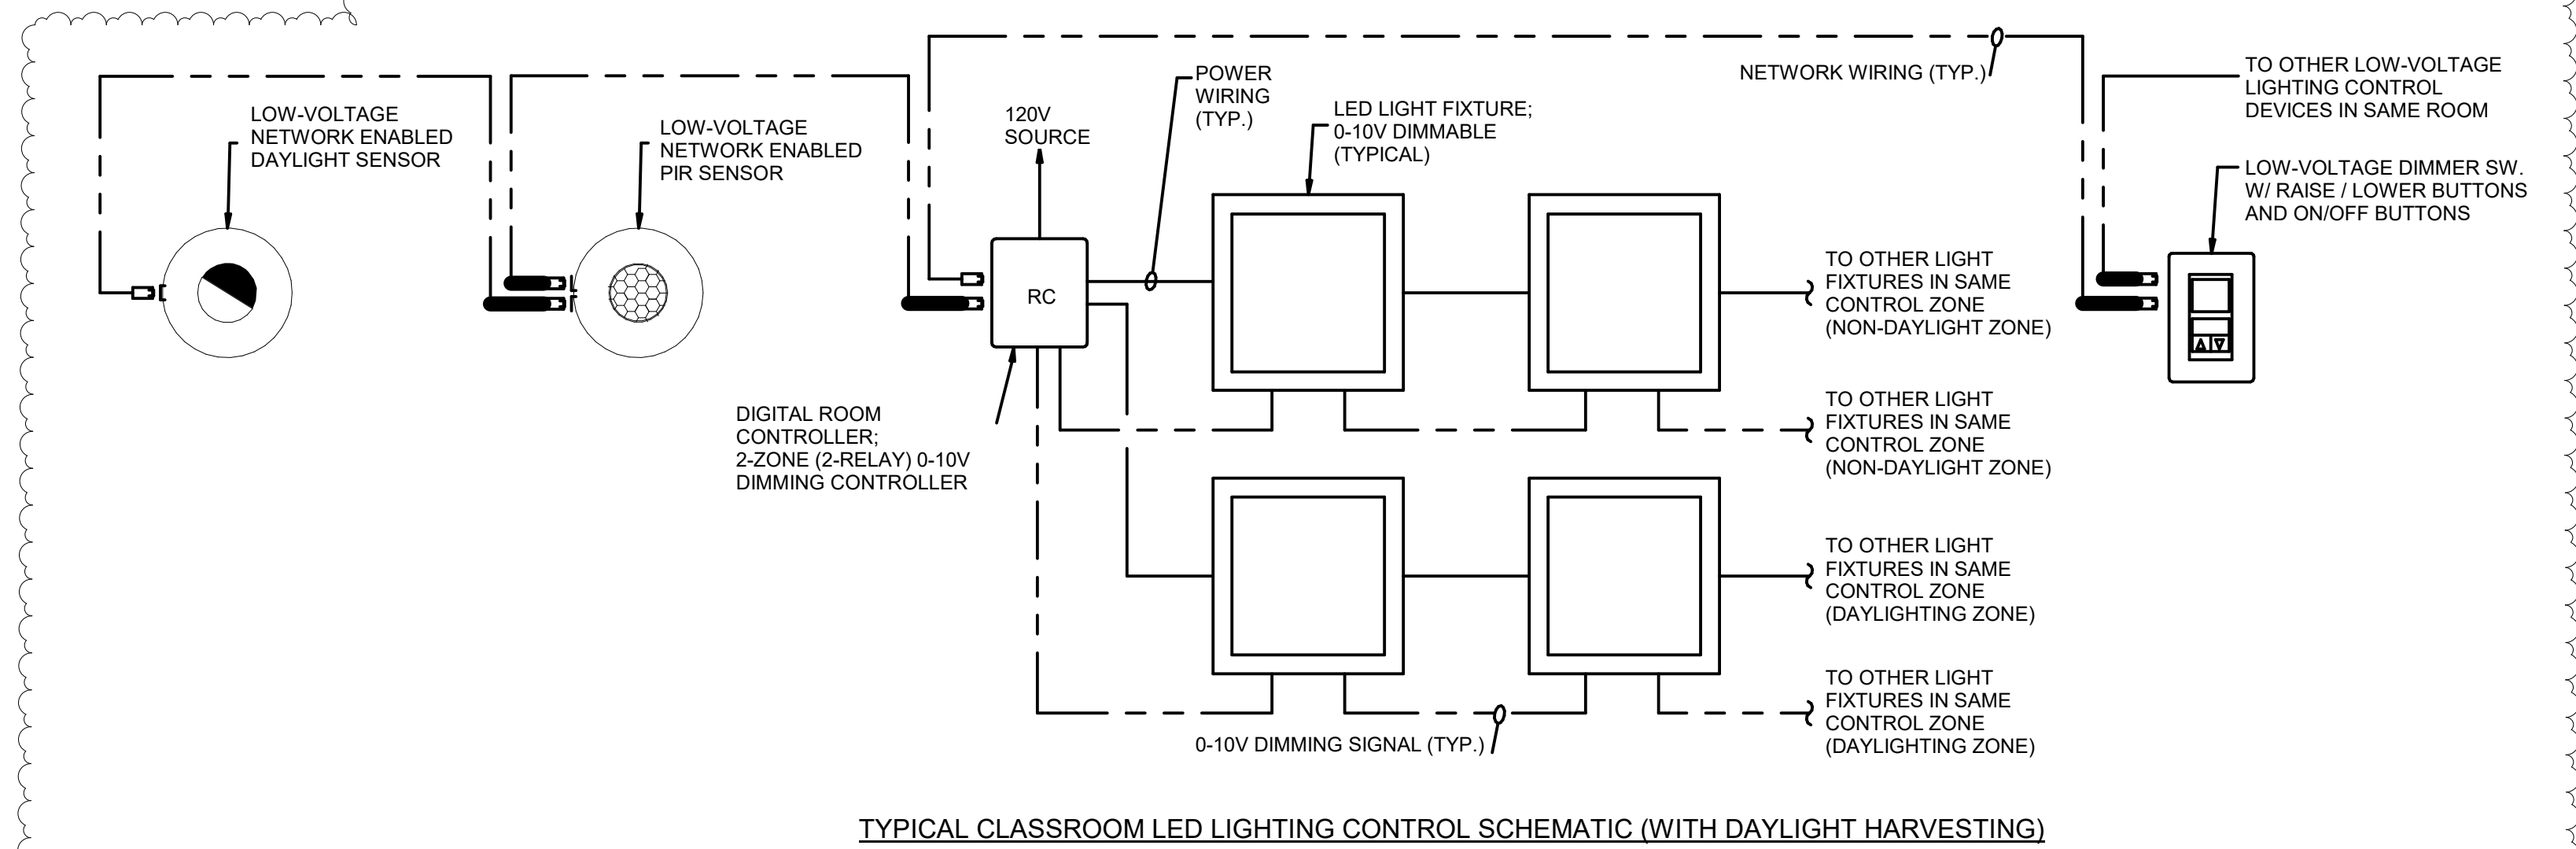 LOW-VOLTAGE
NETWORK ENABLED
DAYLIGHT SENSOR
LOW-VOLTAGE
NETWORK ENABLED
PIR SENSOR
120V
SOURCE
POWER
WIRING
(TYP.)
LED LIGHT FIXTURE;
0-10V DIMMABLE
(TYPICAL)
NETWORK WIRING (TYP.)
TO OTHER LOW-VOLTAGE
LIGHTING CONTROL
DEVICES IN SAME ROOM
LOW-VOLTAGE DIMMER SW.
W/ RAISE / LOWER BUTTONS
AND ON/OFF BUTTONS
RC
DIGITAL ROOM
CONTROLLER;
2-ZONE (2-RELAY) 0-10V
DIMMING CONTROLLER
TO OTHER LIGHT
FIXTURES IN SAME
CONTROL ZONE
(NON-DAYLIGHT ZONE)
TO OTHER LIGHT
FIXTURES IN SAME
CONTROL ZONE
(NON-DAYLIGHT ZONE)
TO OTHER LIGHT
FIXTURES IN SAME
CONTROL ZONE
(DAYLIGHTING ZONE)
TO OTHER LIGHT
FIXTURES IN SAME
CONTROL ZONE
(DAYLIGHTING ZONE)
0-10V DIMMING SIGNAL (TYP.)
TYPICAL CLASSROOM LED LIGHTING CONTROL SCHEMATIC (WITH DAYLIGHT HARVESTING)